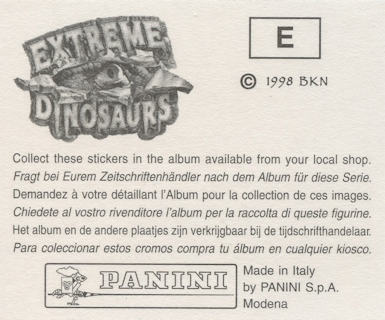 EXTREME
DINOSAURS
E
© 1998 BKN
Collect these stickers in the album available from your local shop.
Fragt bei Eurem Zeitschriftenhändler nach dem Album für diese Serie.
Demandez à votre détaillant l'Album pour la collection de ces images.
Chiedete al vostro rivenditore l'album per la raccolta di queste figurine.
Het album en de andere plaatjes zijn verkrijgbaar bij de tijdschrifthandelaar.
Para coleccionar estos cromos compra tu álbum en cualquier kiosco.
PANINI
Made in Italy
by PANINI S.p.A.
Modena